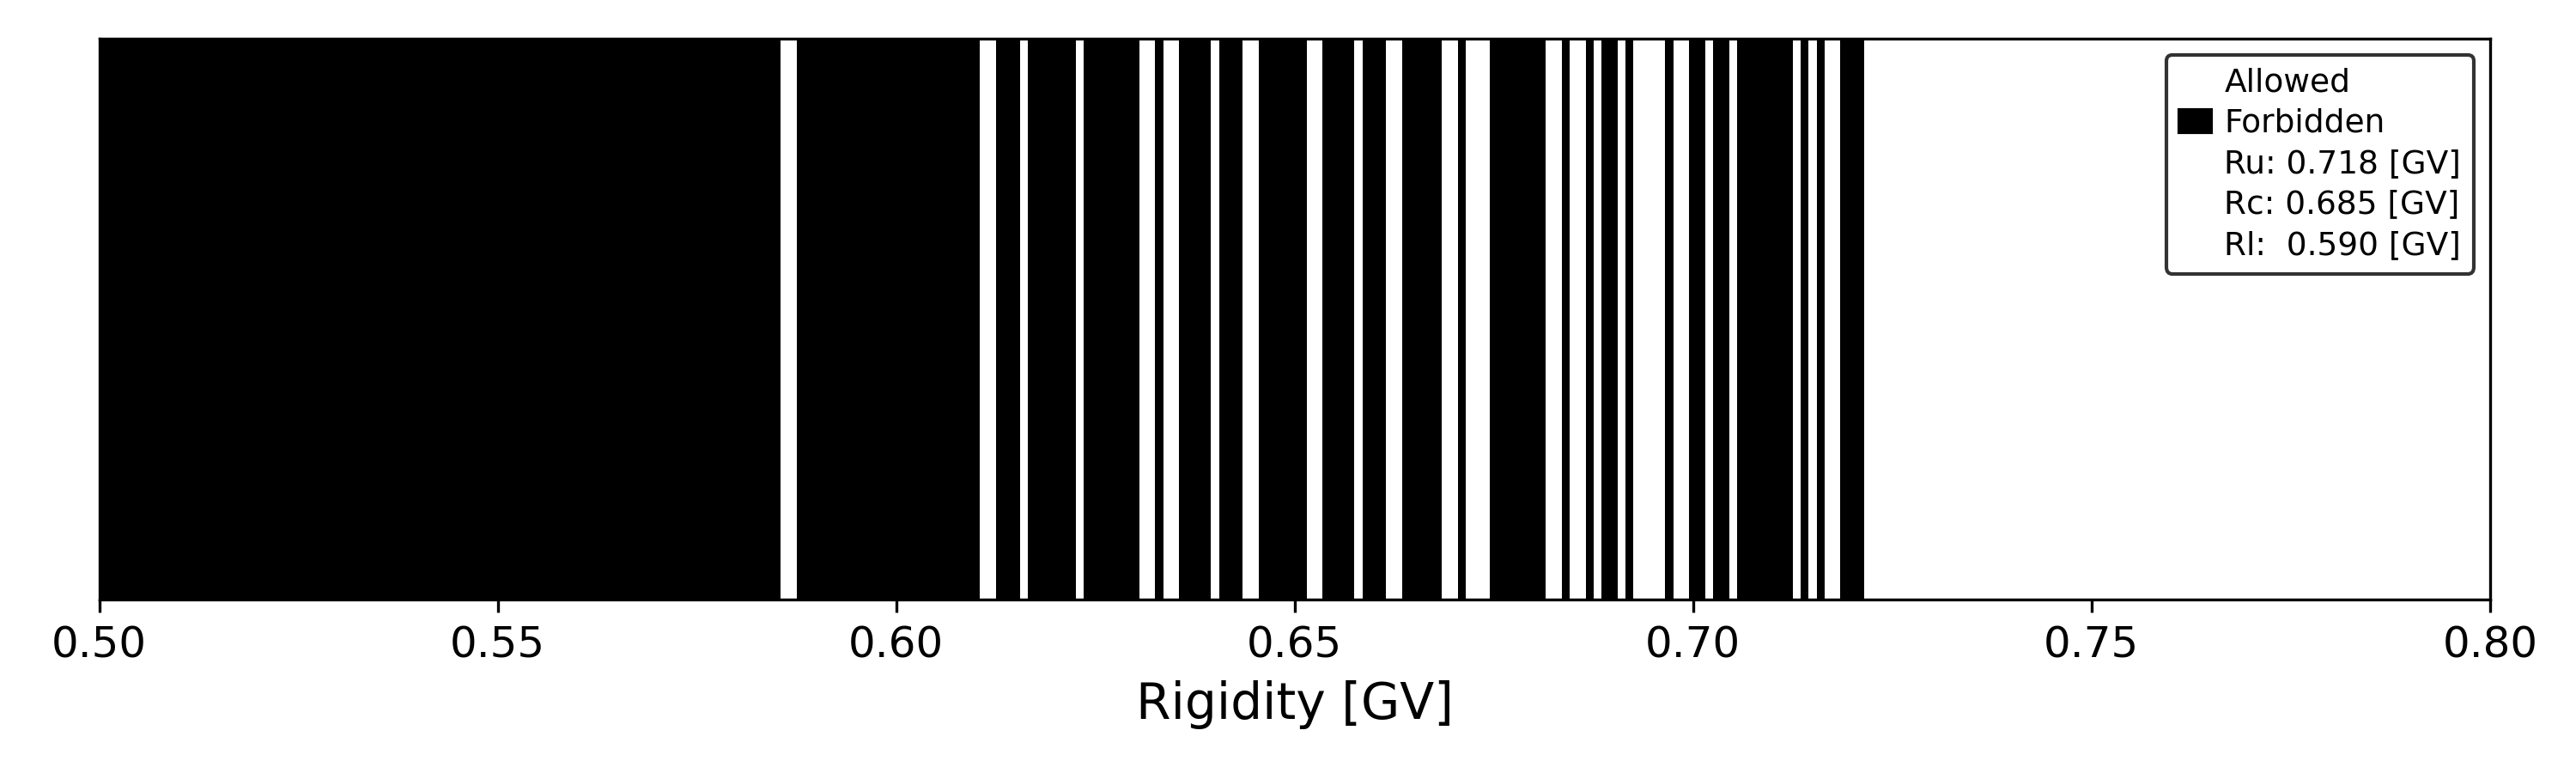 Allowed
Forbidden
Ru: 0.718 [GV]
Rc: 0.685 [GV]
Rl: 0.590 [GV]
0.50 0.55 0.60 0.65 0.70 0.75 0.80
Rigidity [GV]